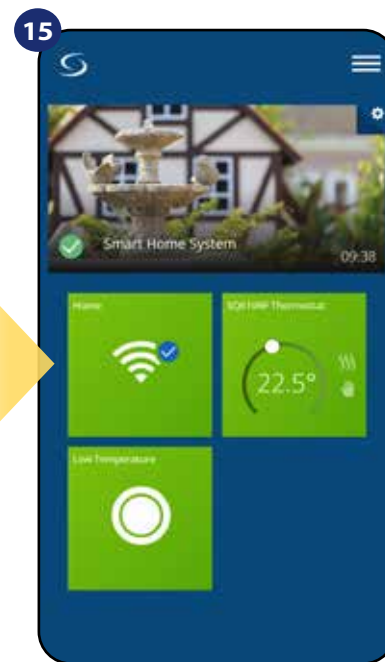 15
Smart Home System
09:38
Home
SQ610RF Thermostat
22.5°
Low Temperature